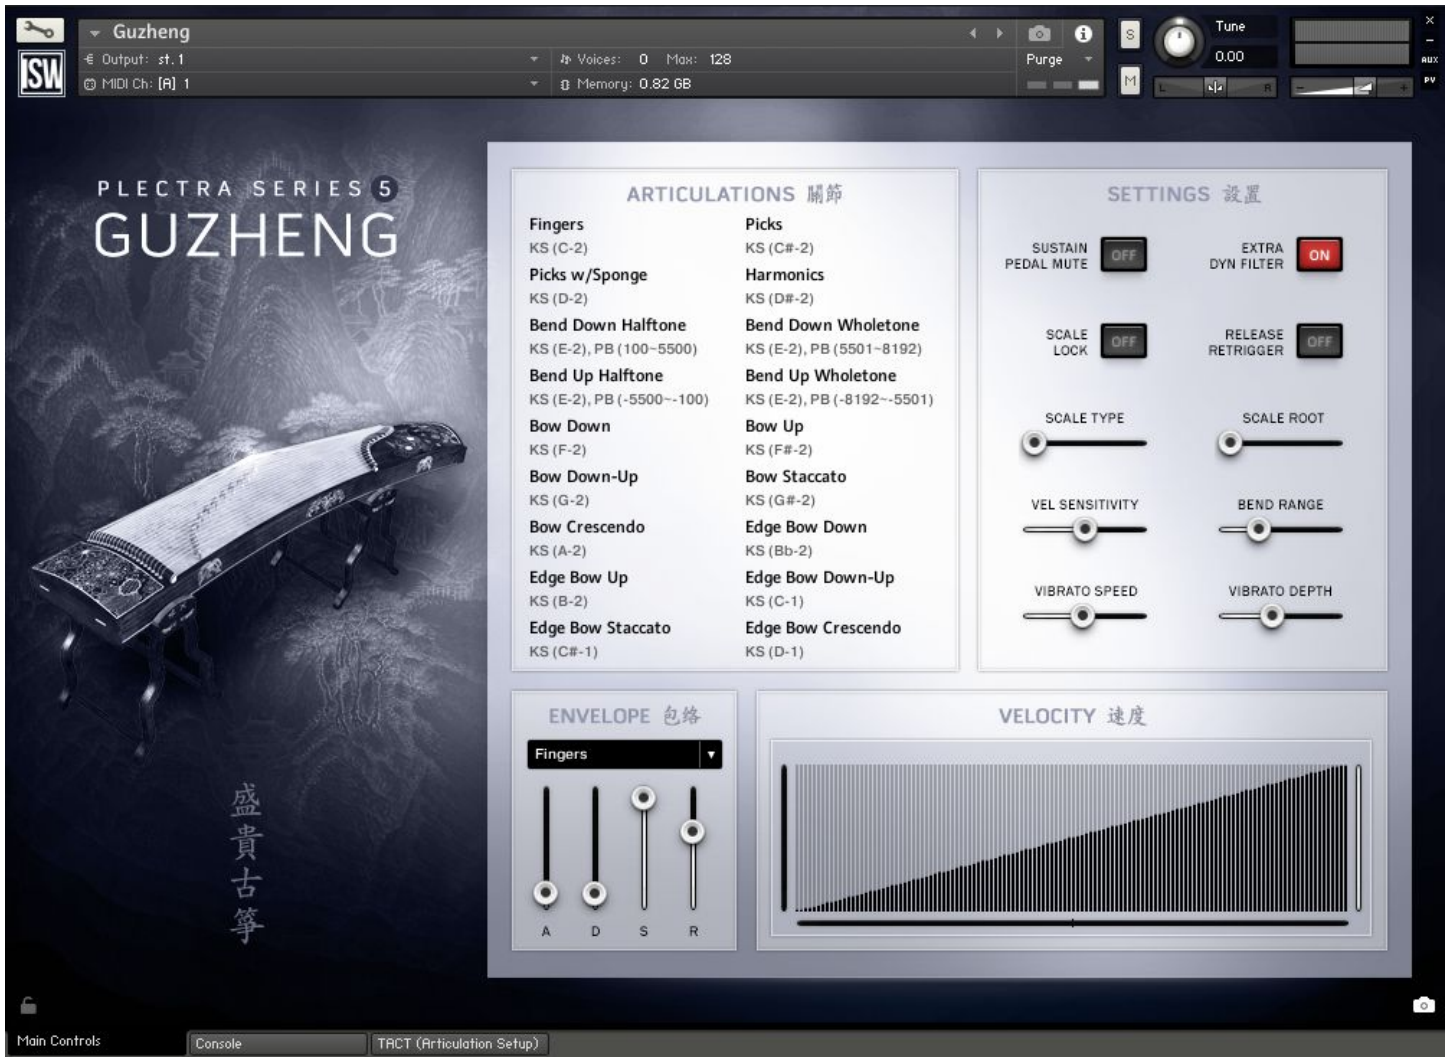 Guzheng
Output: st. 1
Voices: 0 Max: 128
Purge
MIDI Ch: [A] 1
Memory: 0.82 GB
ISW
S
M
Tune
0.00
L
R
×
-
AUX
PV
PLECTRA SERIES 5
GUZHENG
盛貴古箏
ARTICULATIONS 關節
Fingers
KS (C-2)
Picks
KS (C#-2)
Picks w/Sponge
KS (D-2)
Harmonics
KS (D#-2)
Bend Down Halftone
KS (E-2), PB (100~5500)
Bend Down Wholetone
KS (E-2), PB (5501~8192)
Bend Up Halftone
KS (E-2), PB (-5500~-100)
Bend Up Wholetone
KS (E-2), PB (-8192~-5501)
Bow Down
KS (F-2)
Bow Up
KS (F#-2)
Bow Down-Up
KS (G-2)
Bow Staccato
KS (G#-2)
Bow Crescendo
KS (A-2)
Edge Bow Down
KS (Bb-2)
Edge Bow Up
KS (B-2)
Edge Bow Down-Up
KS (C-1)
Edge Bow Staccato
KS (C#-1)
Edge Bow Crescendo
KS (D-1)
SETTINGS 設置
SUSTAIN
PEDAL MUTE
OFF
EXTRA
DYN FILTER
ON
SCALE
LOCK
OFF
RELEASE
RETRIGGER
OFF
SCALE TYPE
SCALE ROOT
VEL SENSITIVITY
BEND RANGE
VIBRATO SPEED
VIBRATO DEPTH
ENVELOPE 包络
Fingers
A D S R
VELOCITY 速度
Main Controls
Console
TACT (Articulation Setup)